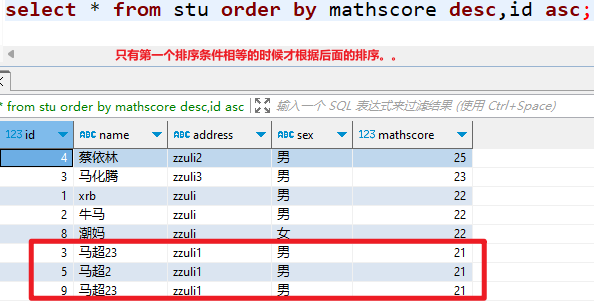 select * from stu order by mathscore desc,id asc;
只有第一个排序条件相等的时候才根据后面的排序。。
* from stu order by mathscore desc,id asc 输入一个 SQL 表达式来过滤结果 (使用 Ctrl+Space)
123 id ABC name ABC address ABC sex 123 mathscore
4 蔡依林 zzuli2 男 25
3 马化腾 zzuli3 男 23
1 xrb zzuli 男 22
2 牛马 zzuli 男 22
8 潮妈 zzuli 女 22
3 马超23 zzuli1 男 21
5 马超2 zzuli1 男 21
9 马超23 zzuli1 男 21